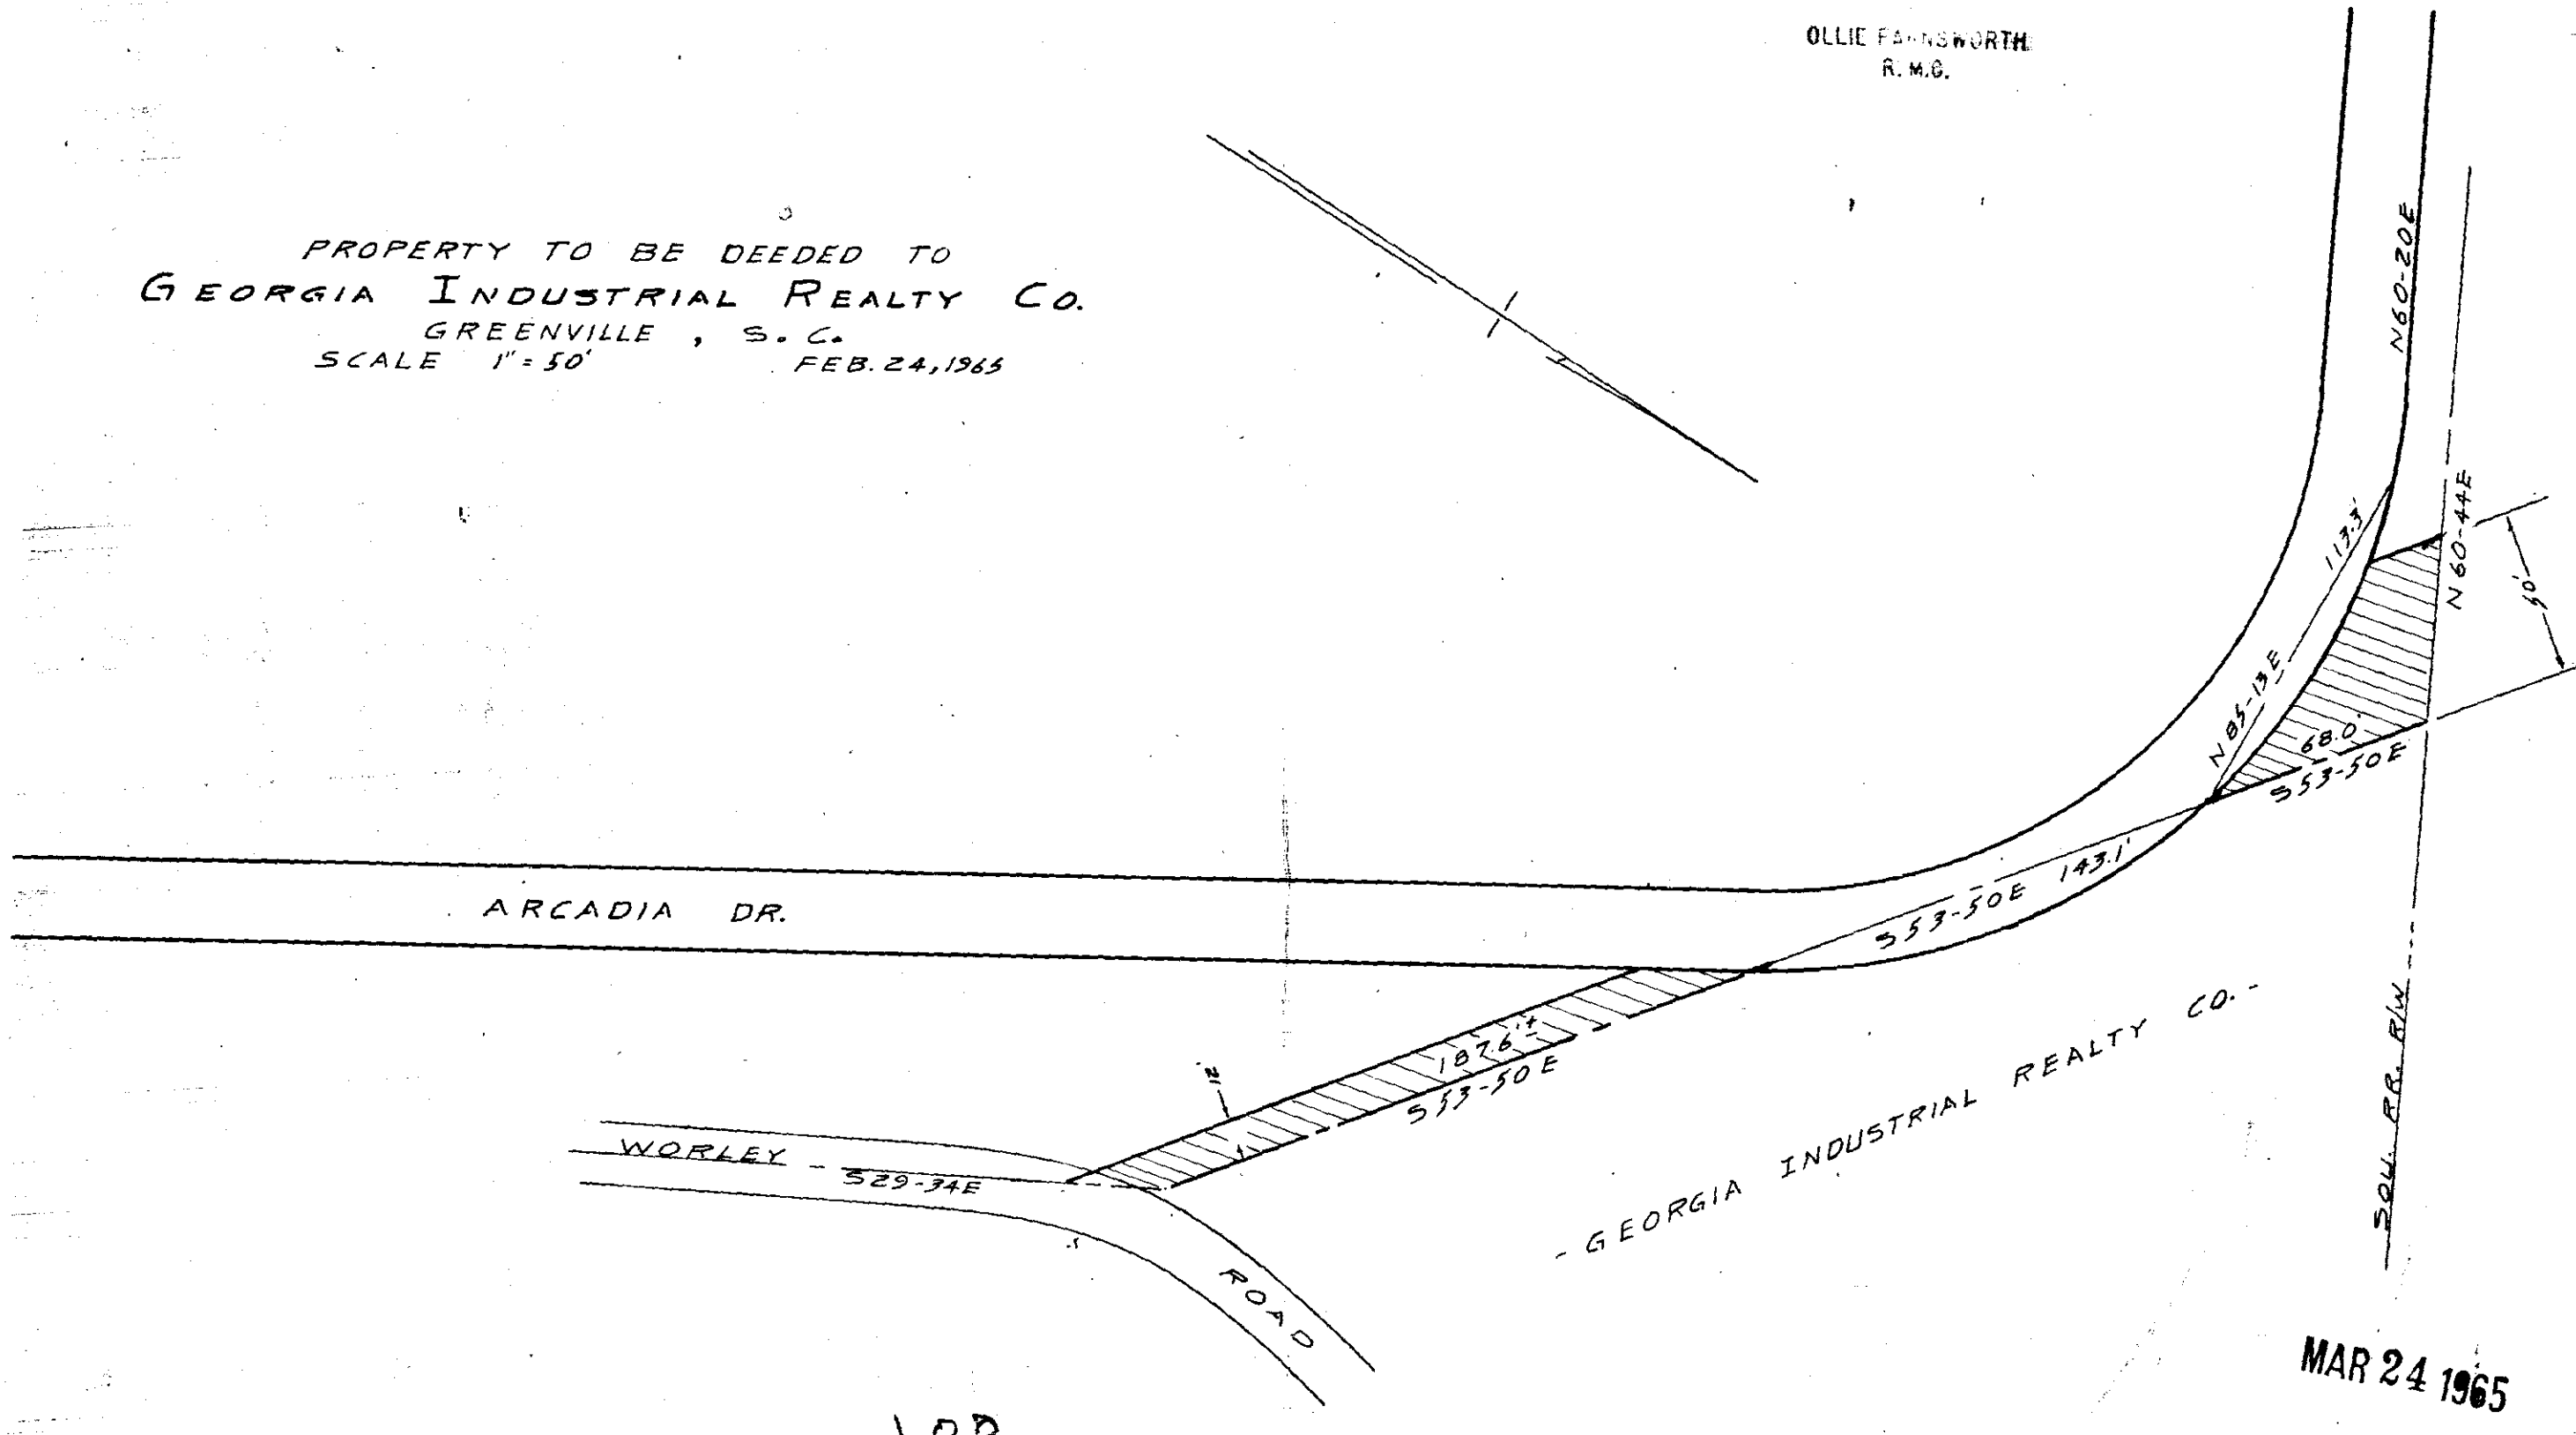 OLLIE FARNSWORTH
R. M.C.
PROPERTY TO BE DEEDED TO
GEORGIA INDUSTRIAL REALTY CO.
GREENVILLE, S. C.
SCALE 1" = 50' FEB. 24, 1965
N60-20E
N60-44E
50'
113.3'
N85-13E
68.0'
S53-50E
S53-50E 143.1'
ARCADIA DR.
187.6'±
S53-50E
WORLEY
S29-34E
ROAD
- GEORGIA INDUSTRIAL REALTY CO. -
SOU. RR. R/W
MAR 24 1965